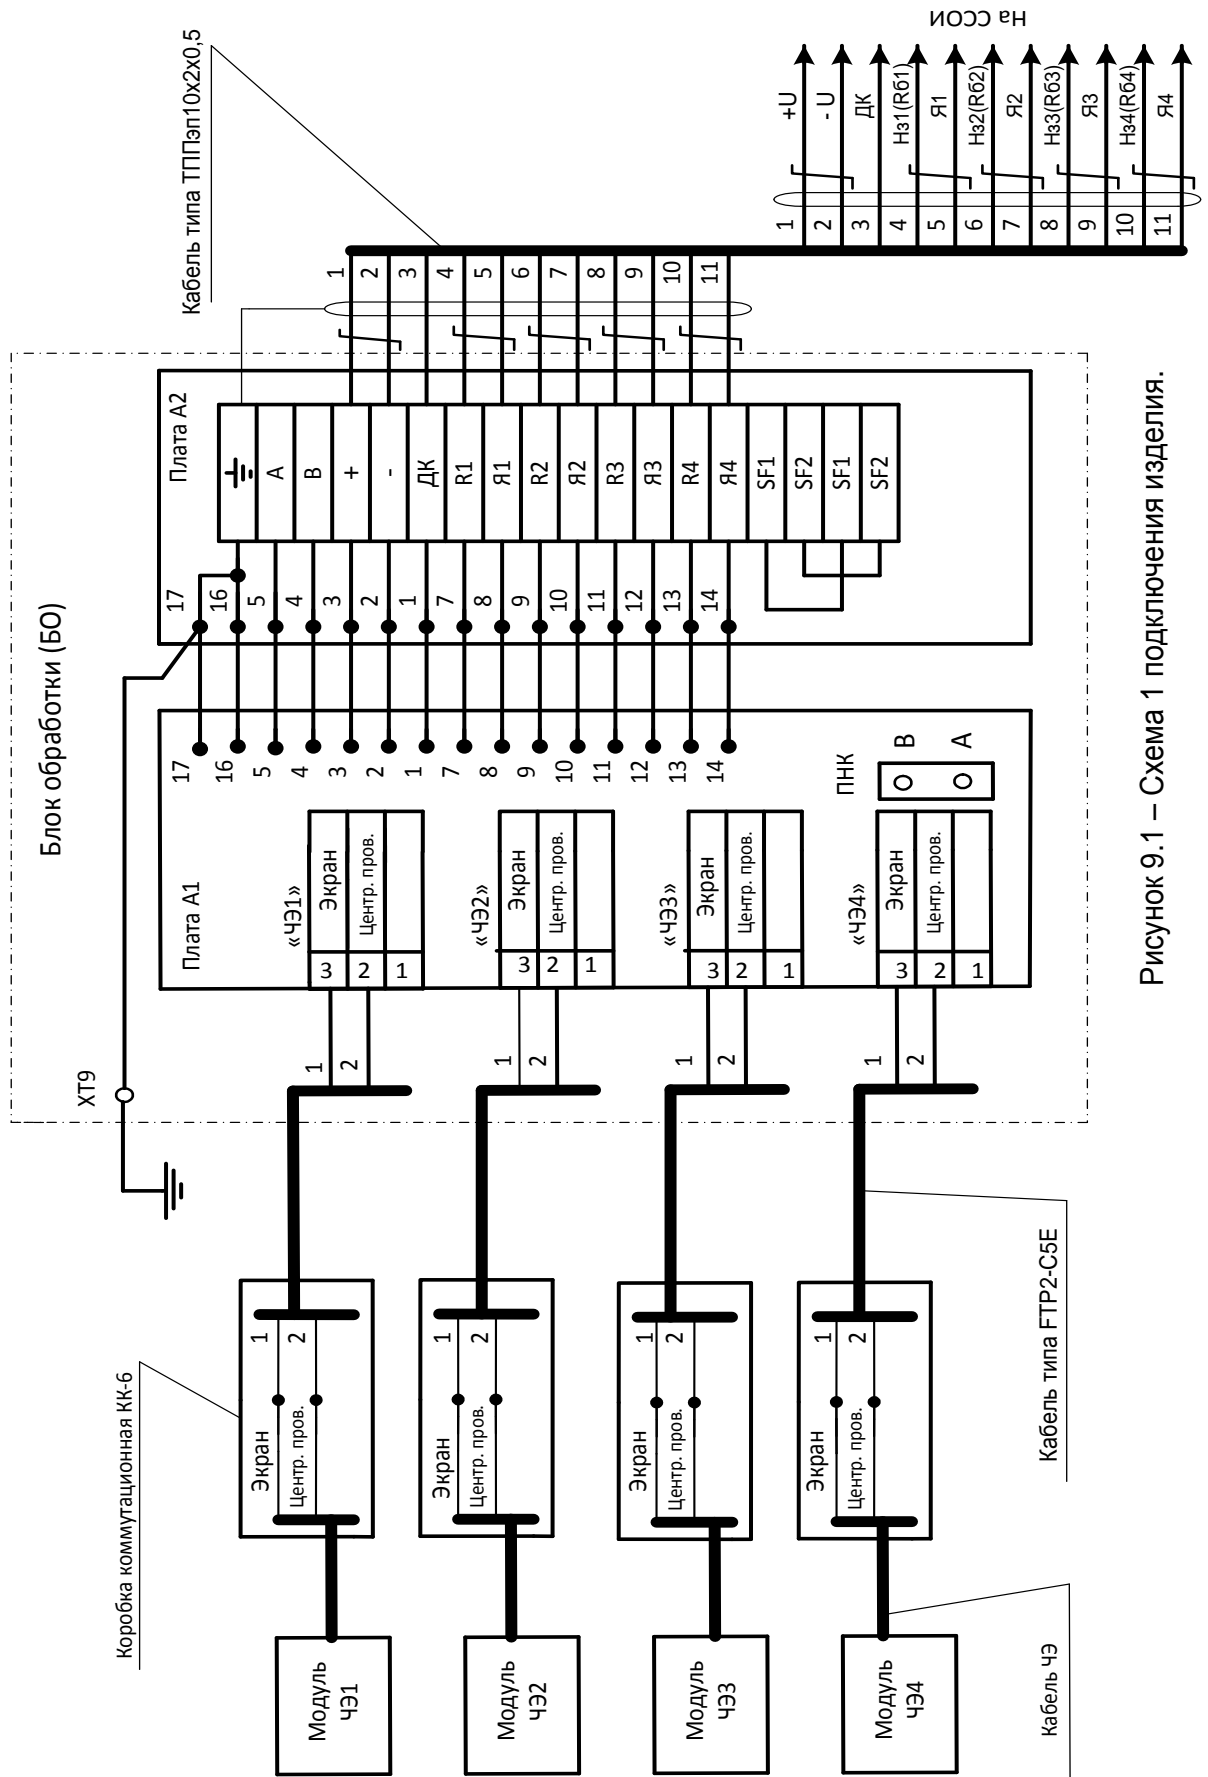 Блок обработки (БО)
ХТ9
Плата А1
Плата А2
Кабель типа ТППэп10х2х0,5
Коробка коммутационная КК-6
Модуль
ЧЭ1
Экран
Центр. пров.
1
2
1
2
«ЧЭ1»
3
Экран
2
Центр. пров.
1
Модуль
ЧЭ2
Экран
Центр. пров.
1
2
1
2
«ЧЭ2»
3
Экран
2
Центр. пров.
1
Модуль
ЧЭ3
Экран
Центр. пров.
1
2
1
2
«ЧЭ3»
3
Экран
2
Центр. пров.
1
Модуль
ЧЭ4
Экран
Центр. пров.
1
2
1
2
«ЧЭ4»
3
Экран
2
Центр. пров.
1
ПНК
В
А
17 17
16 16
5 5 А
4 4 В
3 3 + 1
2 2 - 2
1 1 ДК 3
7 7 R1 4
8 8 Я1 5
9 9 R2 6
10 10 Я2 7
11 11 R3 8
12 12 Я3 9
13 13 R4 10
14 14 Я4 11
SF1
SF2
SF1
SF2
1 +U
2 - U
3 ДК
4 Нз1(Rб1)
5 Я1
6 Нз2(Rб2)
7 Я2
8 Нз3(Rб3)
9 Я3
10 Нз4(Rб4)
11 Я4
На ССОИ
Кабель ЧЭ
Кабель типа FTP2-C5E
Рисунок 9.1 – Схема 1 подключения изделия.